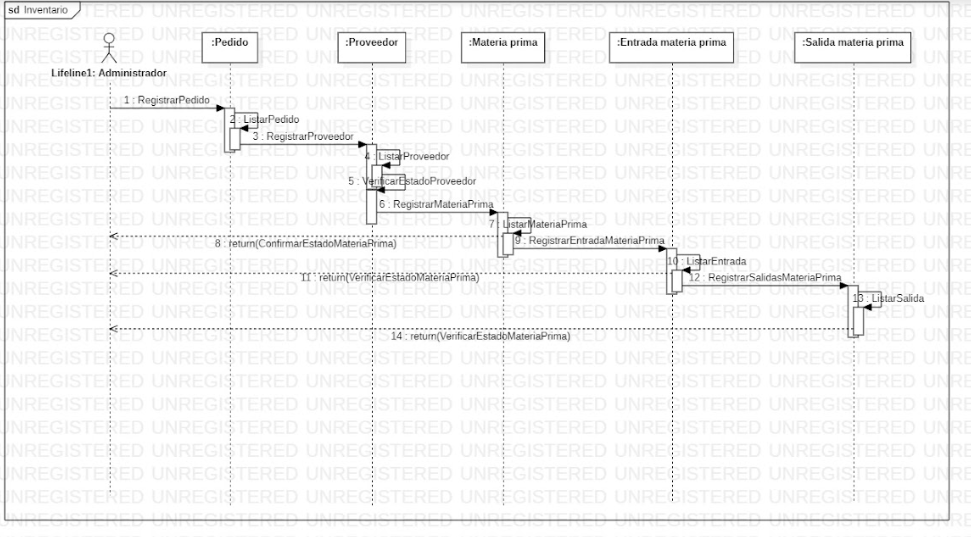 sd Inventario
:Pedido
:Proveedor
:Materia prima
:Entrada materia prima
:Salida materia prima
Lifeline1: Administrador
1 : RegistrarPedido
2 : ListarPedido
3 : RegistrarProveedor
4 : ListarProveedor
5 : VerificarEstadoProveedor
6 : RegistrarMateriaPrima
7 : ListarMateriaPrima
8 : return(ConfirmarEstadoMateriaPrima)
9 : RegistrarEntradaMateriaPrima
10 : ListarEntrada
11 : return(VerificarEstadoMateriaPrima)
12 : RegistrarSalidasMateriaPrima
13 : ListarSalida
14 : return(VerificarEstadoMateriaPrima)
UNREGISTERED